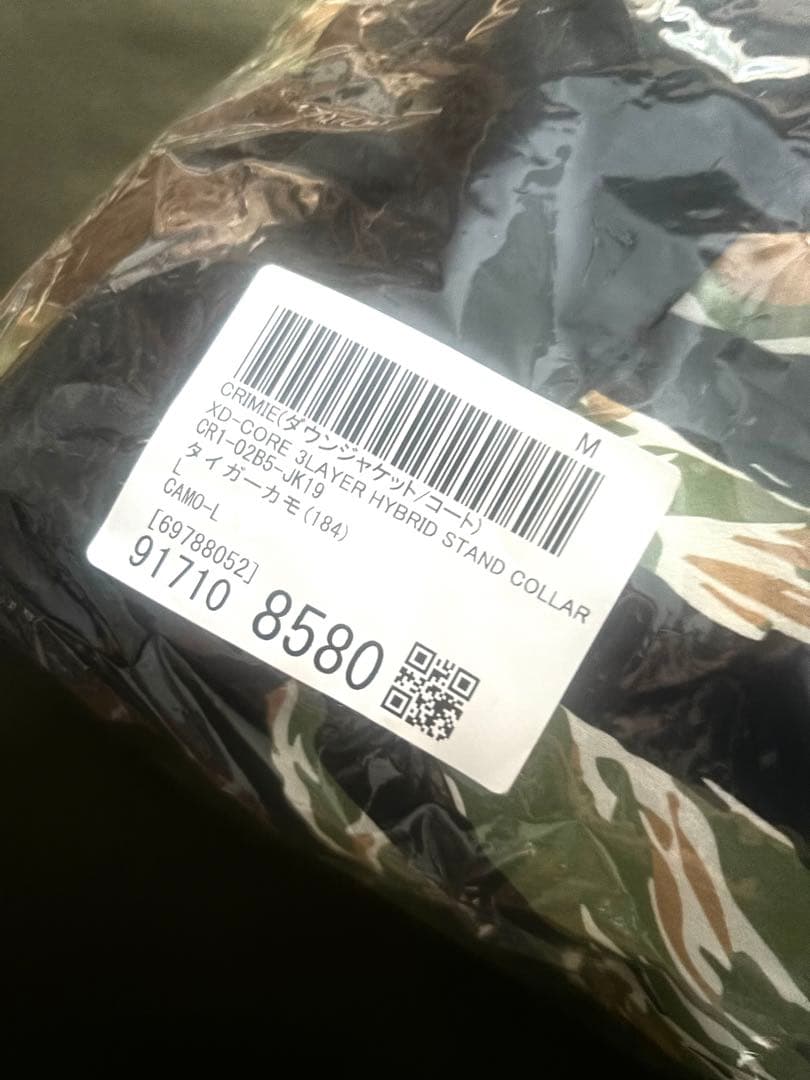 M
CRIMIE(ダウンジャケット/コート)
XD-CORE 3LAYER HYBRID STAND COLLAR
CR1-02B5-JK19
タイガーカモ(184)
L
CAMO-L
[69788052]
91710 8580